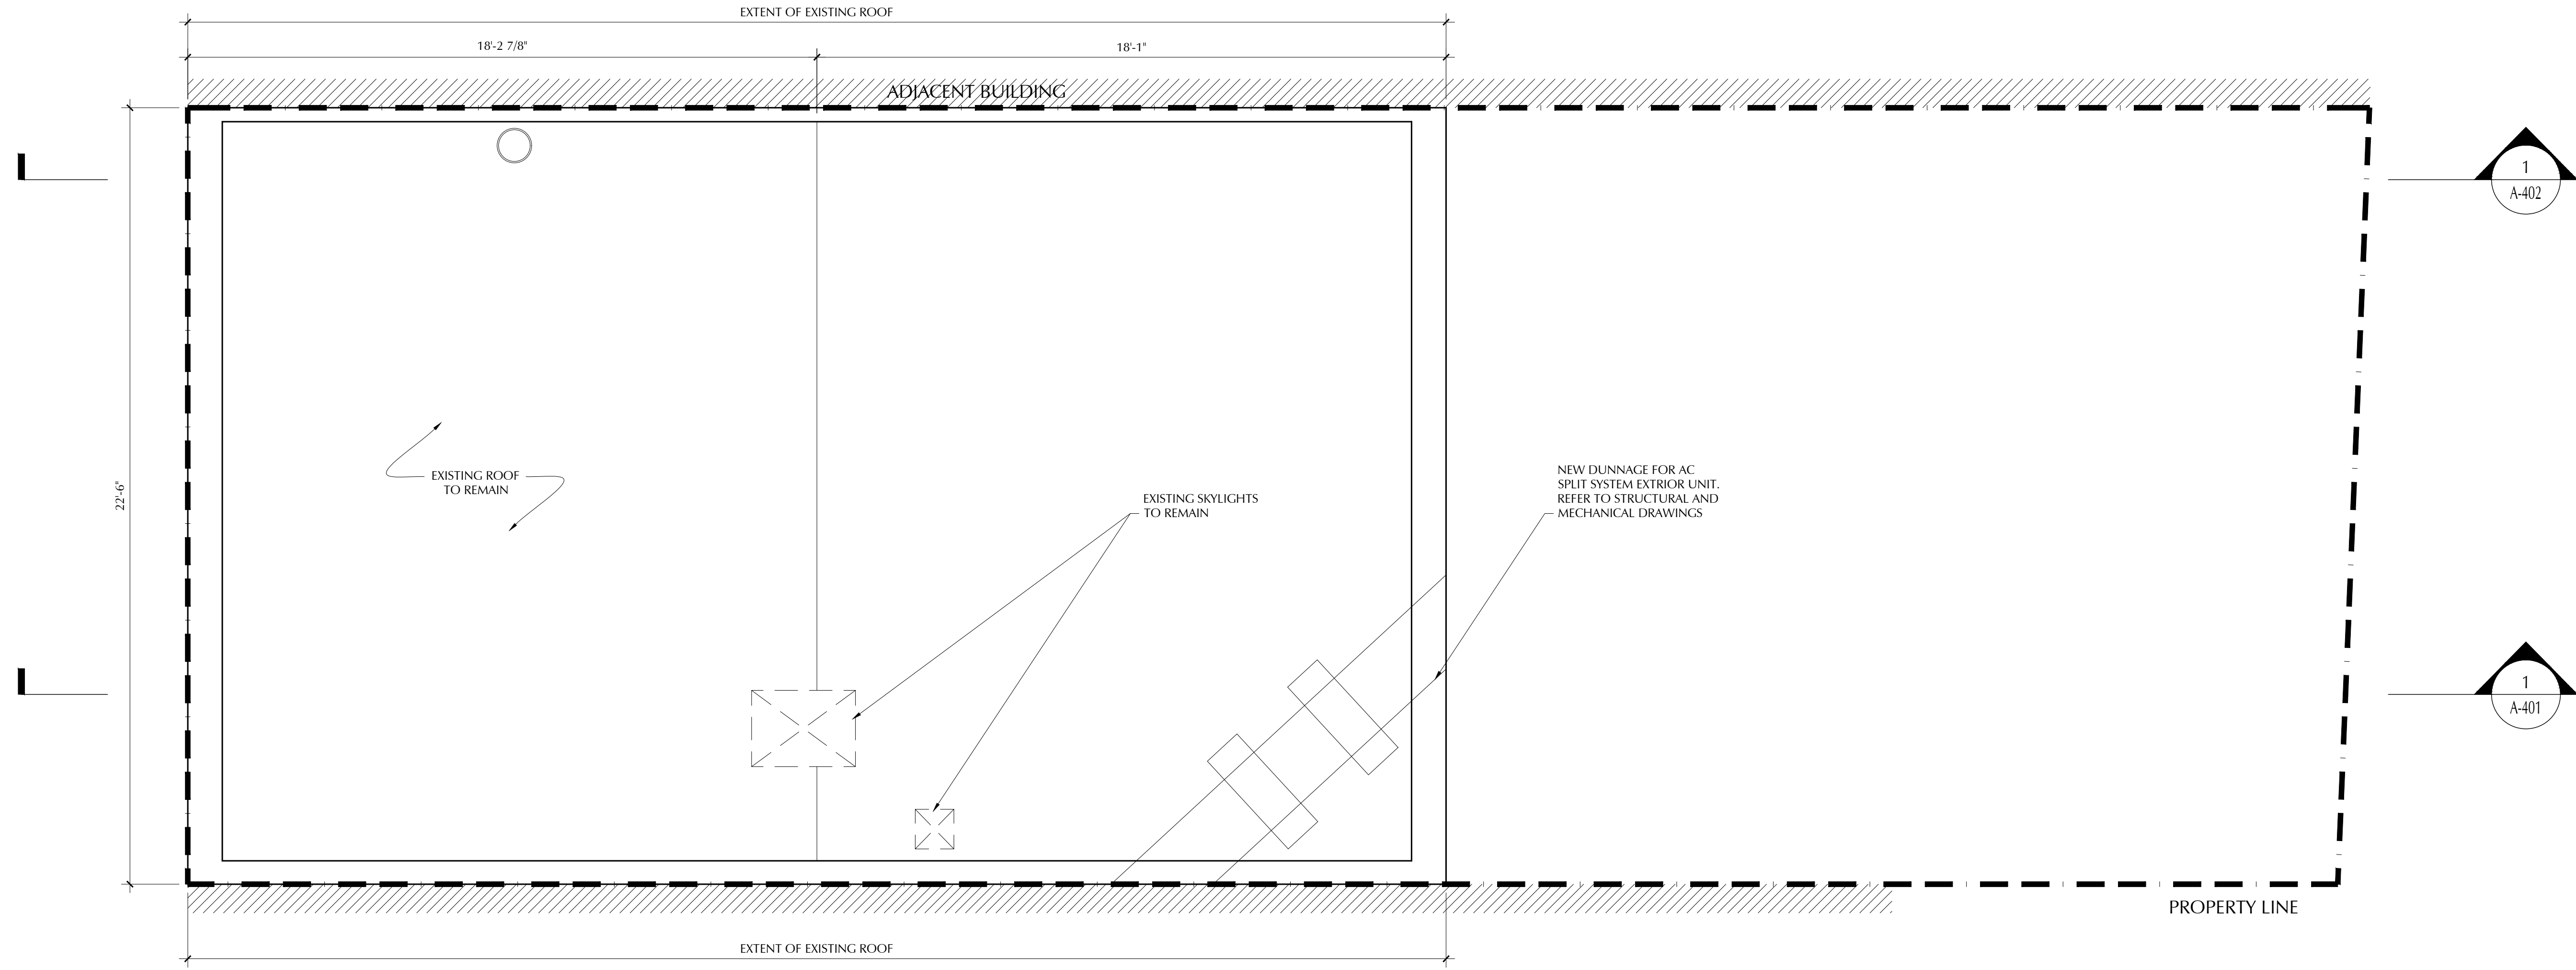 EXTENT OF EXISTING ROOF
18'-2 7/8"
18'-1"
ADJACENT BUILDING
1
A-402
22'-6"
EXISTING ROOF
TO REMAIN
EXISTING SKYLIGHTS
TO REMAIN
NEW DUNNAGE FOR AC
SPLIT SYSTEM EXTRIOR UNIT.
REFER TO STRUCTURAL AND
MECHANICAL DRAWINGS
1
A-401
PROPERTY LINE
EXTENT OF EXISTING ROOF